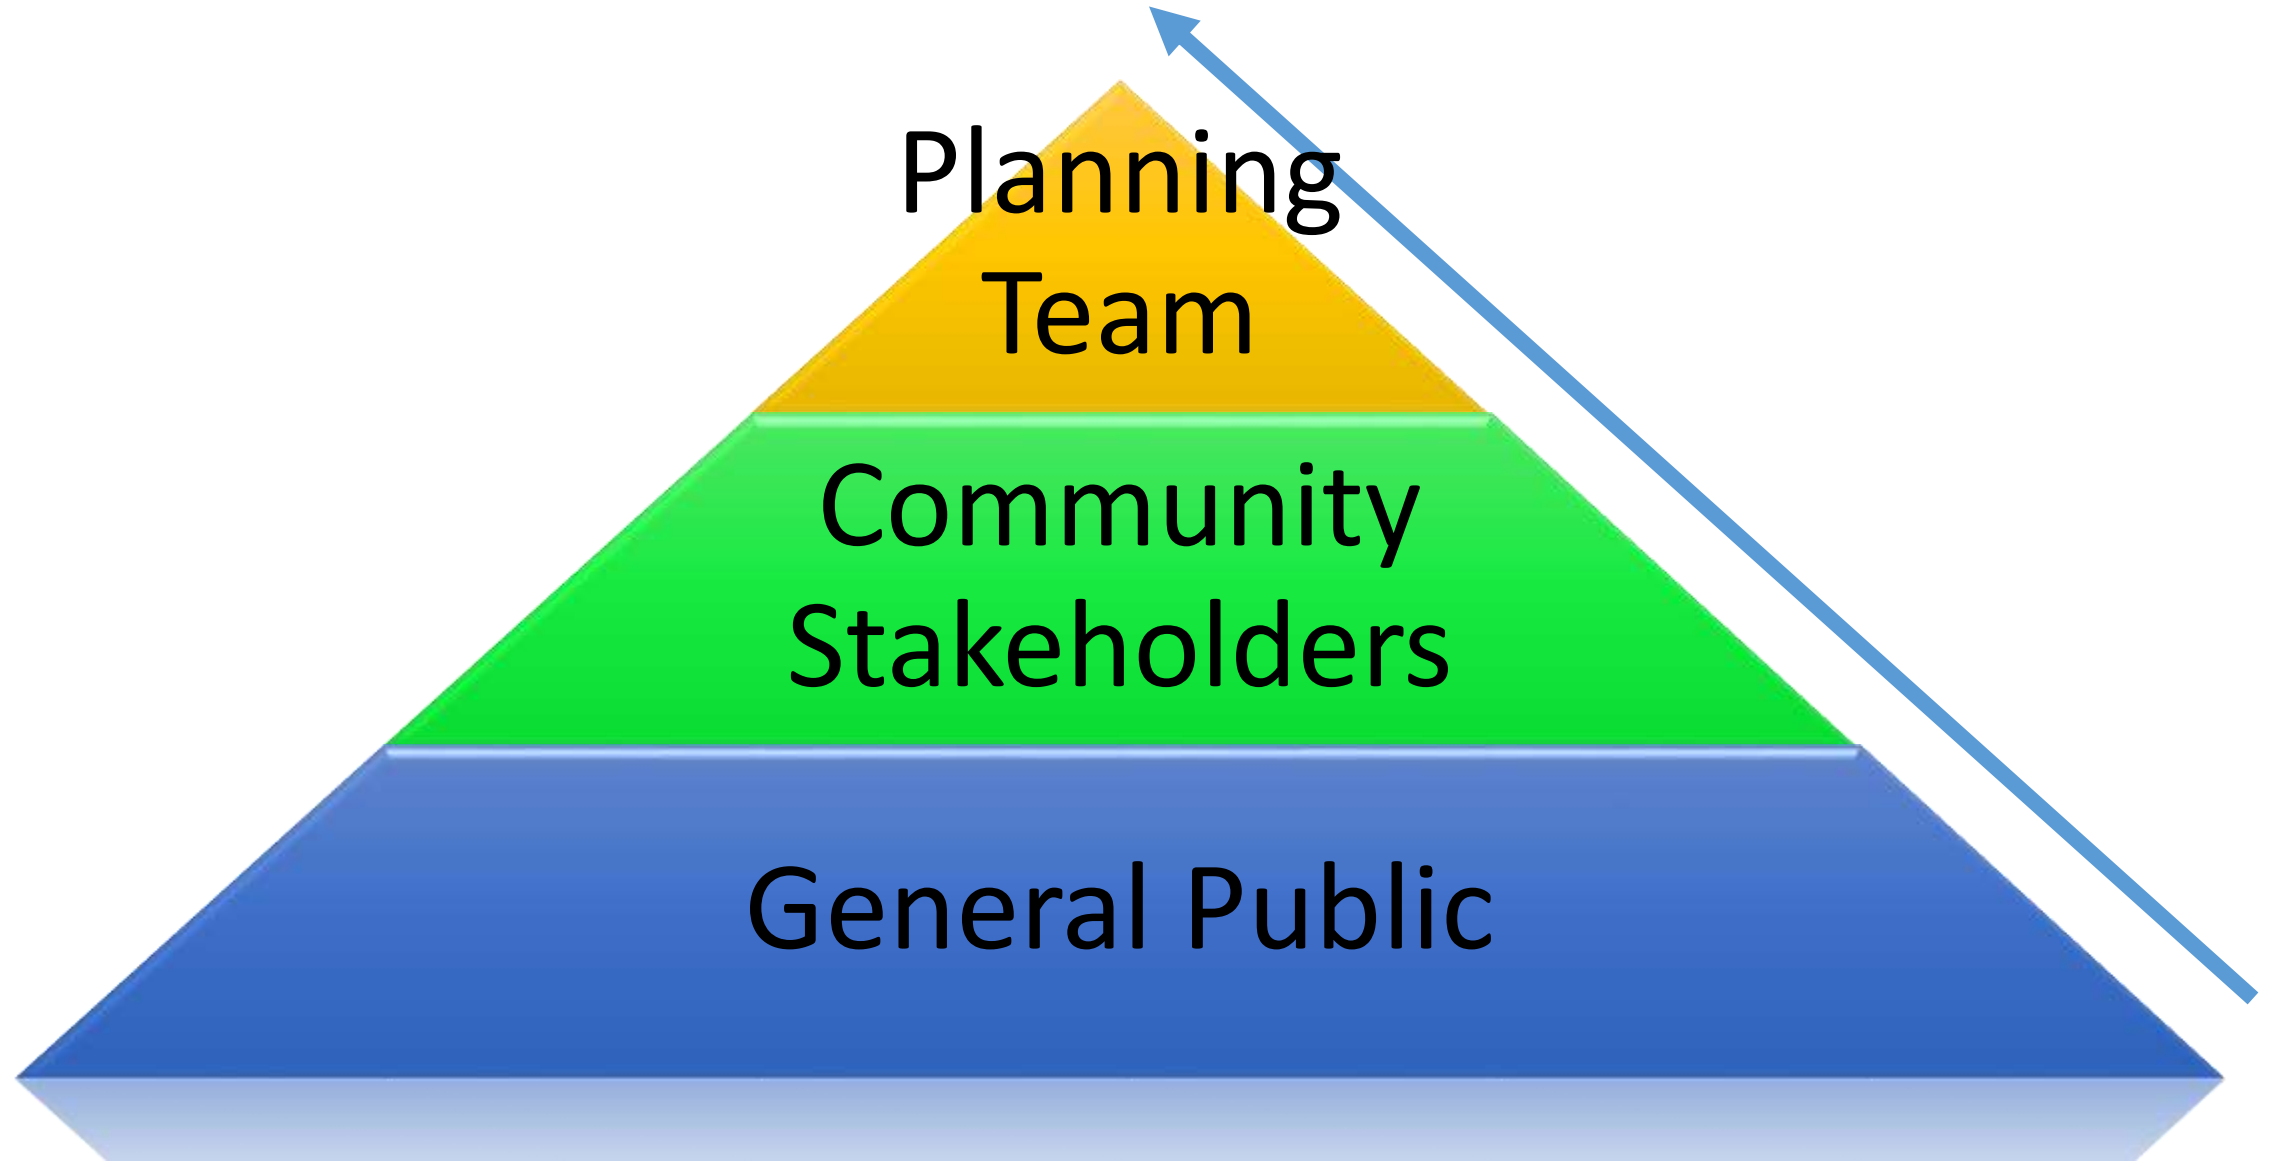 Planning
Team
Community
Stakeholders
General Public